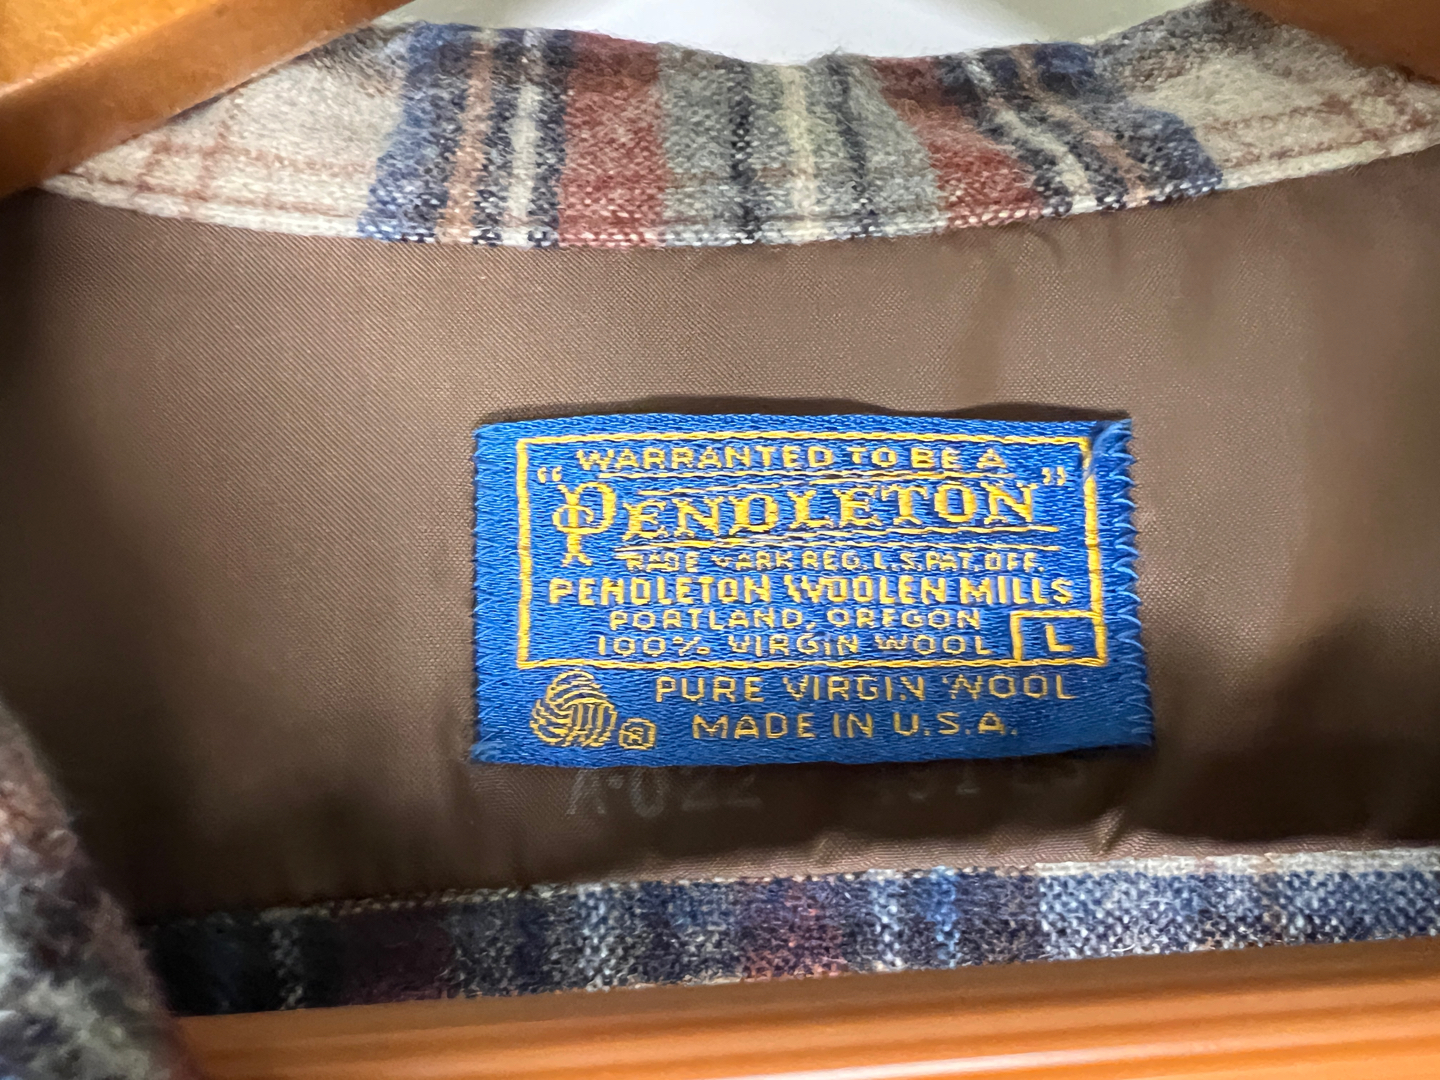 WARRANTED TO BE A
"PENDLETON"
TRADE MARK REG. U.S. PAT. OFF.
PENDLETON WOOLEN MILLS
PORTLAND, OREGON
100% VIRGIN WOOL L
PURE VIRGIN WOOL
® MADE IN U.S.A.
A-022